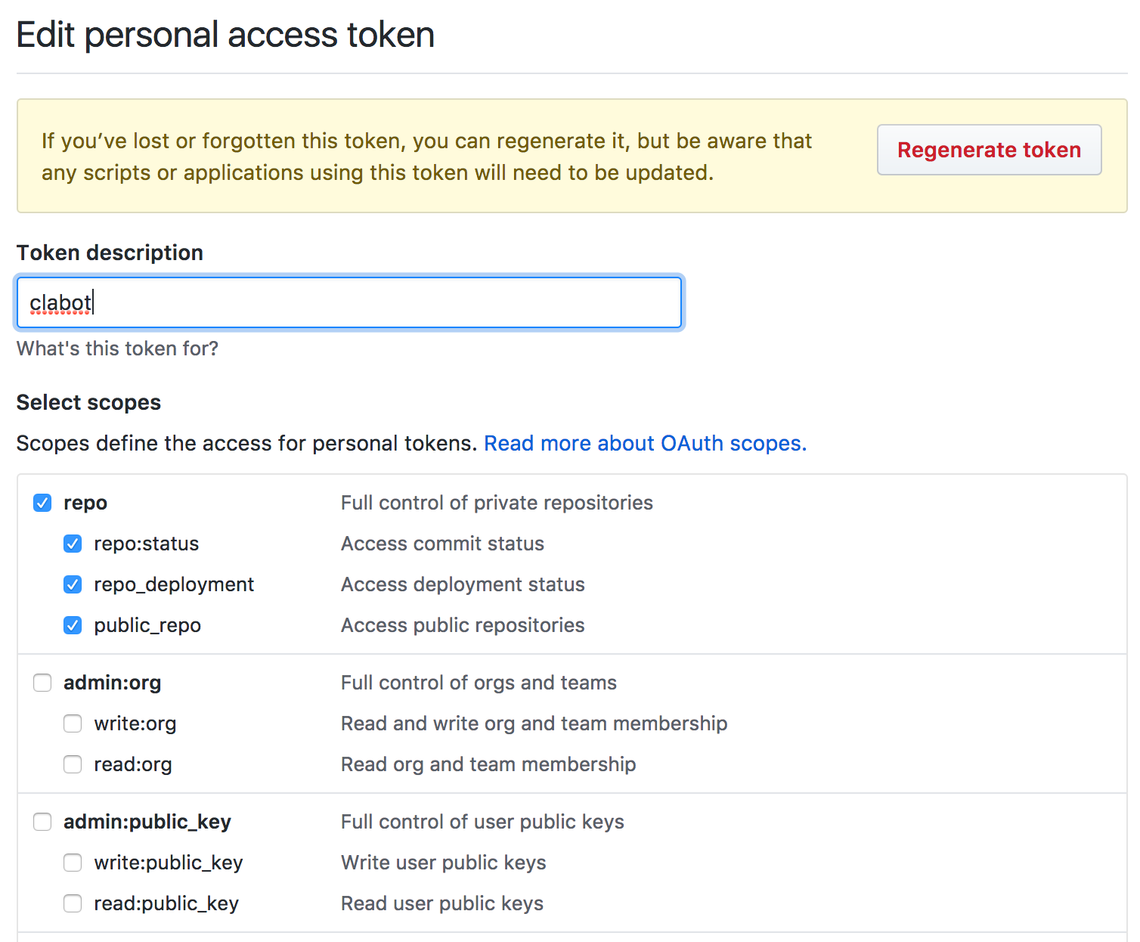 Edit personal access token
If you’ve lost or forgotten this token, you can regenerate it, but be aware that
any scripts or applications using this token will need to be updated.
Regenerate token
Token description
clabot
What's this token for?
Select scopes
Scopes define the access for personal tokens. Read more about OAuth scopes.
repo Full control of private repositories
repo:status Access commit status
repo_deployment Access deployment status
public_repo Access public repositories
admin:org Full control of orgs and teams
write:org Read and write org and team membership
read:org Read org and team membership
admin:public_key Full control of user public keys
write:public_key Write user public keys
read:public_key Read user public keys